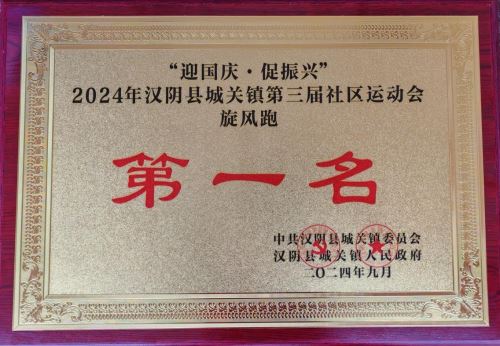 “迎国庆·促振兴”
2024年汉阴县城关镇第三届社区运动会
旋风跑
第一名
中共汉阴县城关镇委员会
汉阴县城关镇人民政府
二〇二四年九月